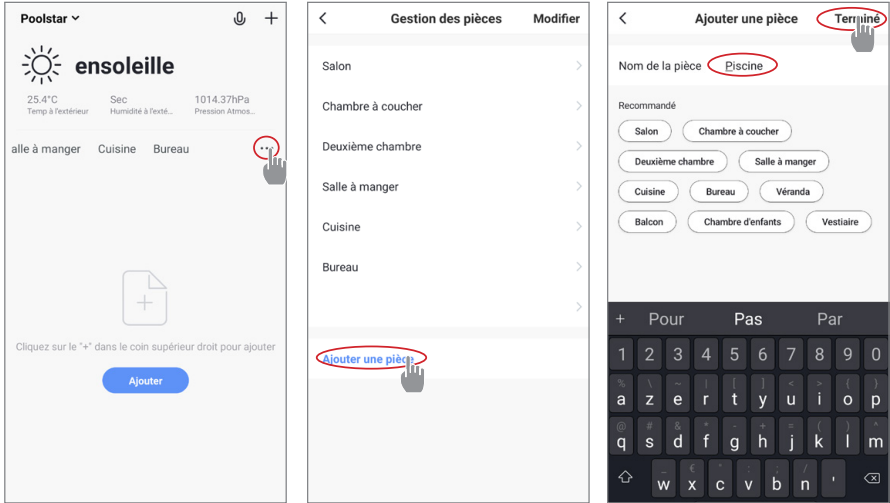 Poolstar
ensoleille
25.4°C Sec 1014.37hPa
Temp à l'extérieur Humidité à l'exté... Pression Atmos...
alle à manger Cuisine Bureau ...
Cliquez sur le "+" dans le coin supérieur droit pour ajouter
Ajouter
Gestion des pièces Modifier
Salon
Chambre à coucher
Deuxième chambre
Salle à manger
Cuisine
Bureau
Ajouter une pièce
Ajouter une pièce Terminé
Nom de la pièce Piscine
Recommandé
Salon Chambre à coucher
Deuxième chambre Salle à manger
Cuisine Bureau Véranda
Balcon Chambre d'enfants Vestiaire
+ Pour Pas Par
1 2 3 4 5 6 7 8 9 0
% \ ~ | [ ] < > { }
a z e r t y u i o p
@ # & * - + = ( ) ^
q s d f g h j k l m
_ € " : ; /
w x c v b n '